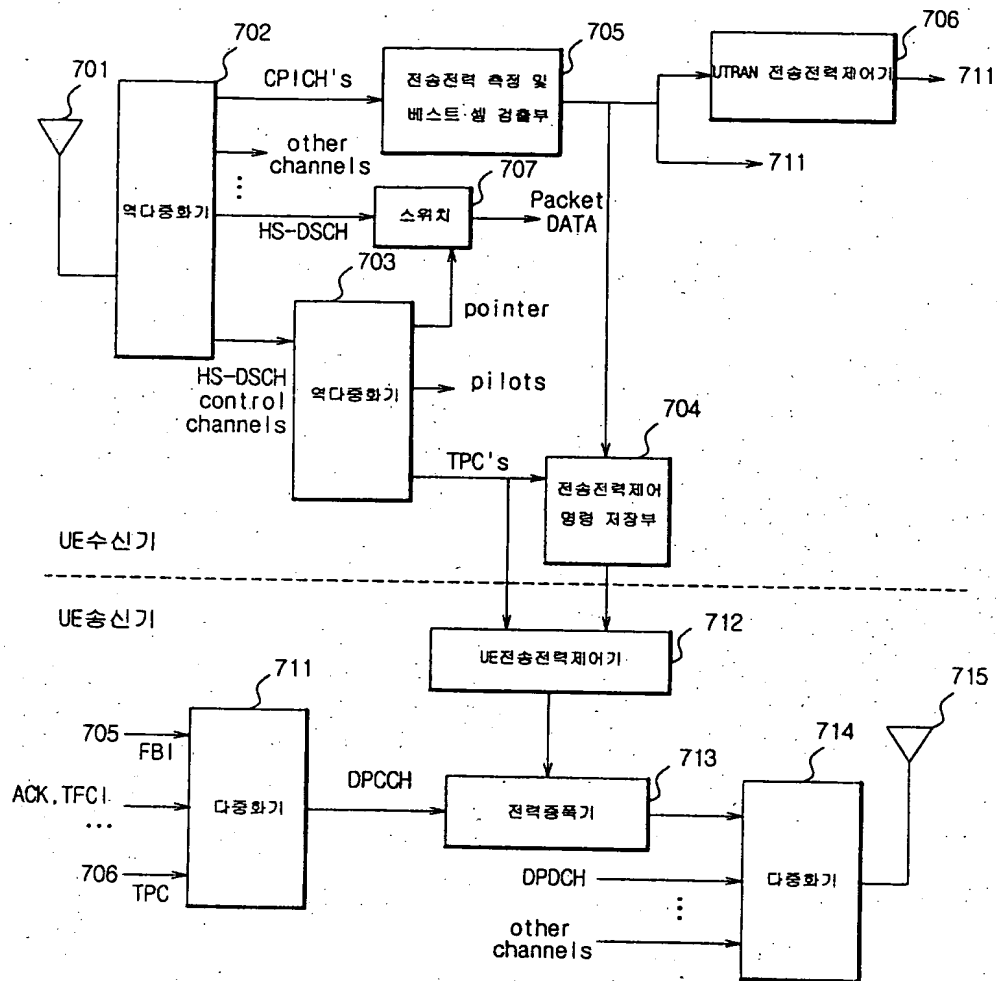 701
702
CPICH's
705
전송전력 측정 및
베스트 셀 검출부
706
UTRAN 전송전력제어기
711
711
other
channels
...
역다중화기
707
스위치
HS-DSCH
Packet
DATA
703
pointer
역다중화기
pilots
HS-DSCH
control
channels
TPC's
704
전송전력제어
명령 저장부
UE수신기
UE송신기
712
UE전송전력제어기
711
705
FBI
ACK,TFCI
...
706
TPC
다중화기
DPCCH
713
전력증폭기
714
715
다중화기
DPDCH
...
other
channels